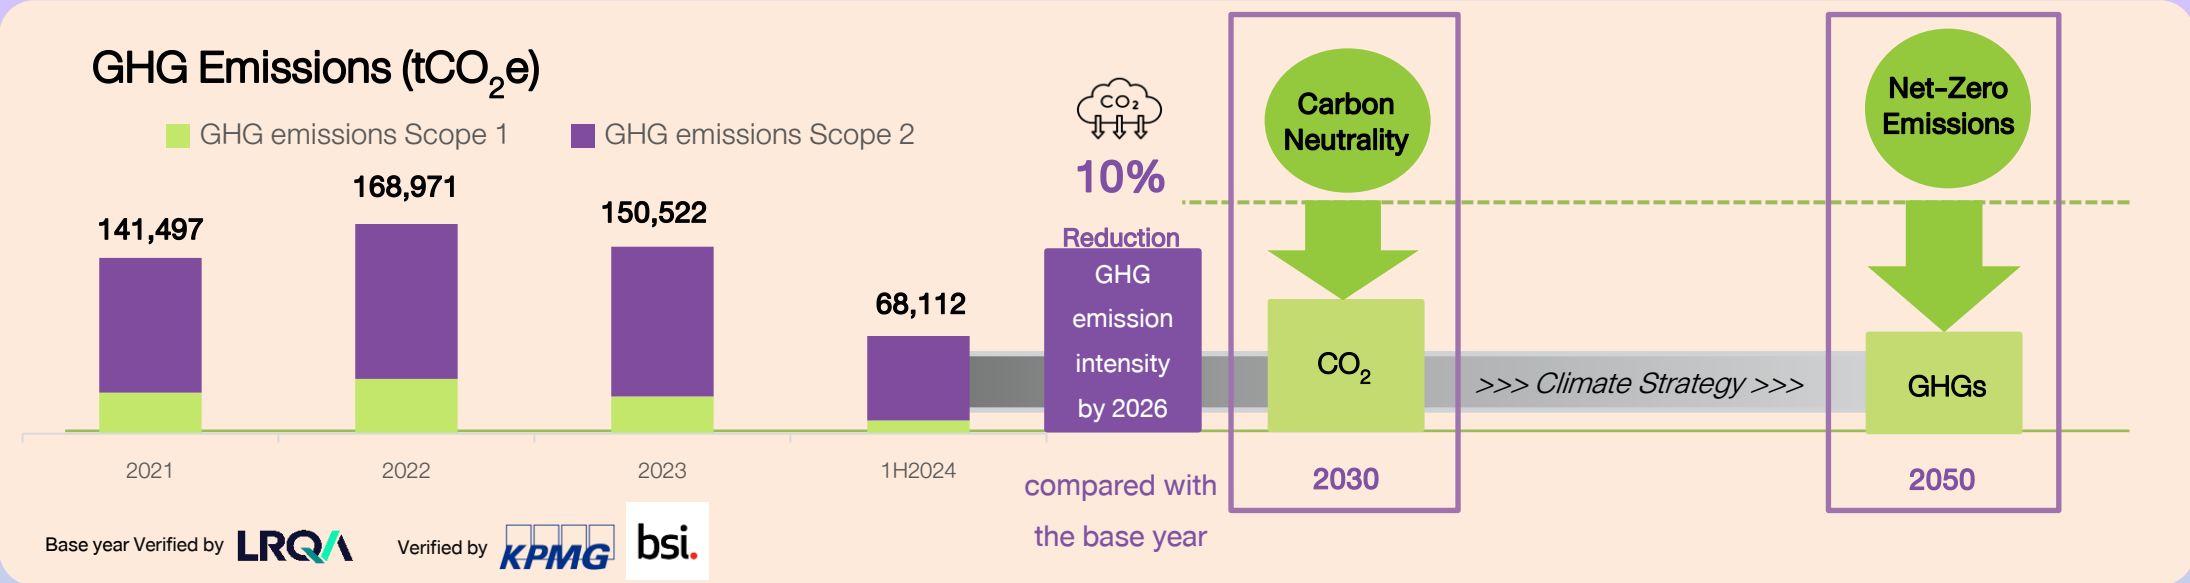 GHG Emissions (tCO₂e)
GHG emissions Scope 1
GHG emissions Scope 2
141,497
168,971
150,522
68,112
2021
2022
2023
1H2024
CO₂
10%
Reduction
GHG
emission
intensity
by 2026
compared with
the base year
Carbon
Neutrality
CO₂
2030
>>> Climate Strategy >>>
Net-Zero
Emissions
GHGs
2050
Base year Verified by
LRQA
Verified by
KPMG
bsi.